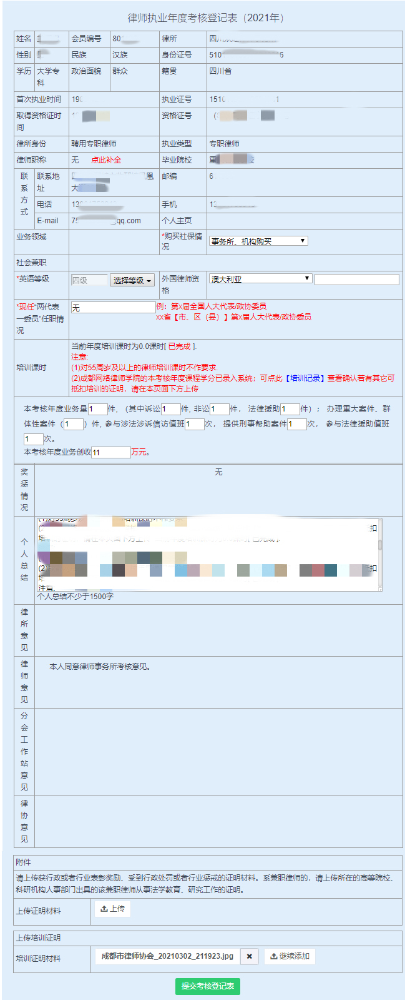 律师执业年度考核登记表（2021年）
姓名 会员编号 80 律所 四川
性别 民族 汉族 身份证号 5101 6
学历 大学专科 政治面貌 群众 籍贯 四川省
首次执业时间 19 执业证号 1510 1
取得资格证时间 1 资格证号 （
律所身份 聘用专职律师 执业类型 专职律师
律师职称 无 点此补全 毕业院校
联系方式 联系地址 凰大 邮编 6
电话 13 手机 13
E-mail 75 @qq.com 个人主页
业务领域 *购买社保情况 事务所、机构购买
社会兼职
*英语等级 四级 选择等级 外国律师资格 澳大利亚
*现任“两代表一委员”任职情况 无 例：第x届全国人大代表/政协委员
xx省【市、区（县）】第x届人大代表/政协委员
培训课时
当前年度培训课时为0.0课时[ 已完成 ].
注意:
(1)对55周岁及以上的律师培训课时不作要求.
(2)成都网络律师学院的本考核年度课程学分已录入系统；可点此【培训记录】查看确认若有其它可
抵扣培训的证明，请在本页面下方上传
本考核年度业务量1件，（其中诉讼1件, 非讼1件， 法律援助1件）； 办理重大案件、群
体性案件（1）件, 参与涉法涉诉信访值班1次， 提供刑事帮助案件1次， 参与法律援助值班
1次。
本考核年度业务创收11万元。
奖惩情况 无
个人总结
(1)对55周岁
扣
[ 已完成 ].
(2)
扣
注意:
个人总结不少于1500字
律所意见
律师意见 本人同意律师事务所考核意见。
分会工作站意见
律协意见
附件
请上传获行政或者行业表彰奖励、受到行政处罚或者行业惩戒的证明材料。系兼职律师的，请上传所在的高等院校、
科研机构人事部门出具的该兼职律师从事法学教育、研究工作的证明。
上传证明材料 上传
上传培训证明
培训证明材料 成都市律师协会_20210302_211923.jpg 继续添加
提交考核登记表